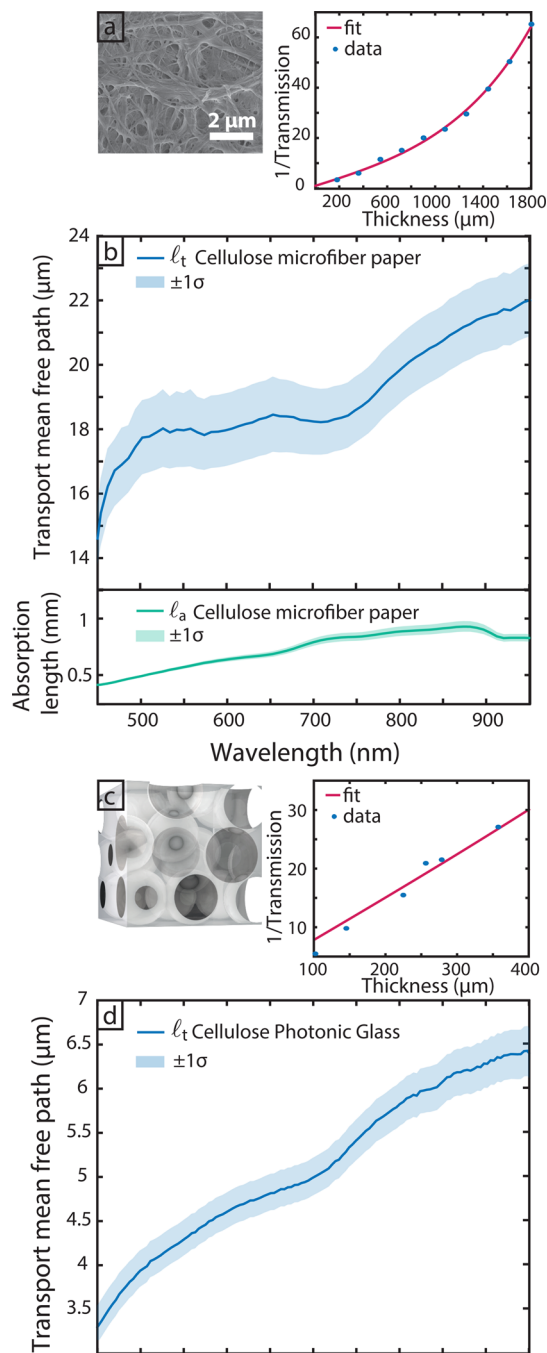 a
2 μm
1/Transmission
60
40
20
0
200
600
1000
1400
1800
Thickness (μm)
fit
data
b
Transport mean free path (μm)
24
22
20
18
16
14
13
ℓt Cellulose microfiber paper
±1σ
Absorption
length (mm)
1
0.5
ℓa Cellulose microfiber paper
±1σ
500
600
700
800
900
Wavelength (nm)
c
1/Transmission
30
20
10
100
200
300
400
Thickness (μm)
fit
data
d
Transport mean free path (μm)
7
6.5
6
5.5
5
4.5
4
3.5
ℓt Cellulose Photonic Glass
±1σ